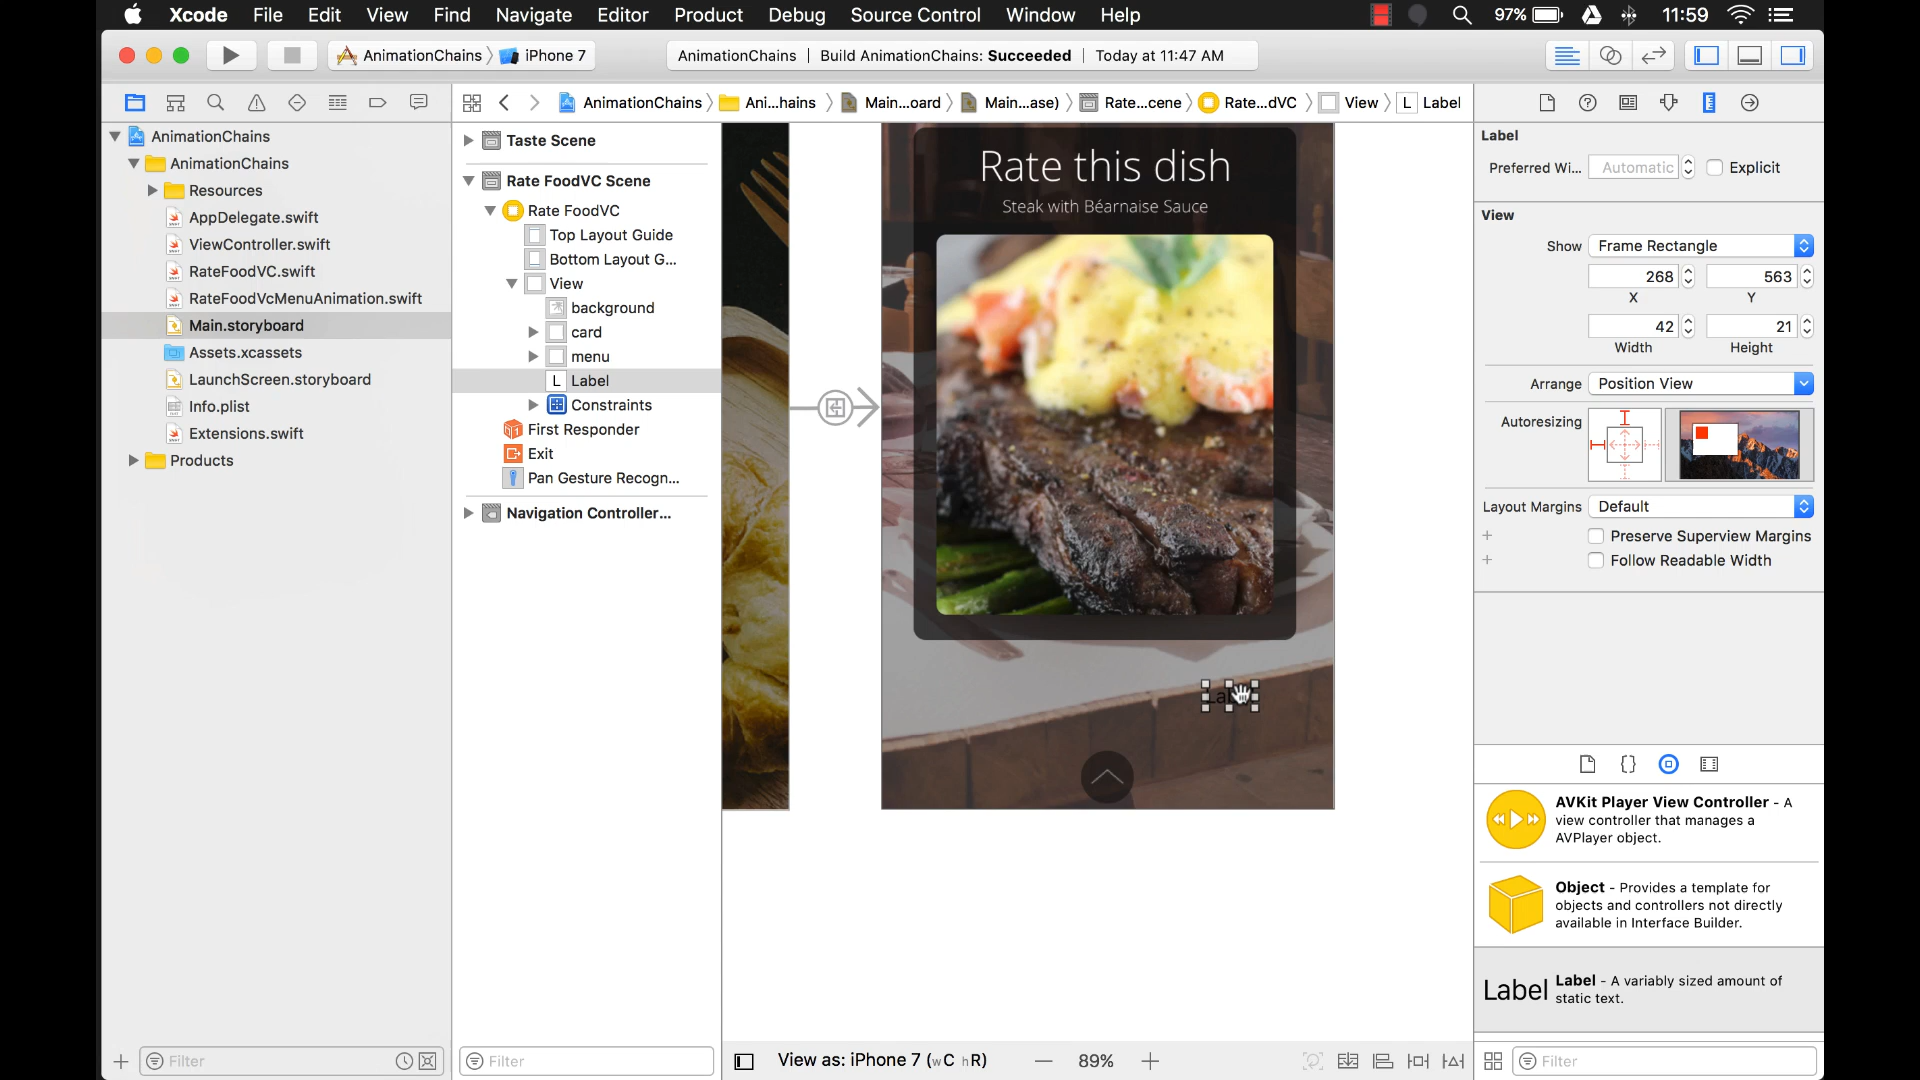 Xcode File Edit View Find Navigate Editor Product Debug Source Control Window Help 97% 11:59
AnimationChains iPhone 7 AnimationChains Build AnimationChains: Succeeded Today at 11:47 AM
AnimationChains Ani...hains Main...oard Main...ase) Rate...cene Rate...dVC View L Label
AnimationChains
AnimationChains
Resources
AppDelegate.swift
ViewController.swift
RateFoodVC.swift
RateFoodVcMenuAnimation.swift
Main.storyboard
Assets.xcassets
LaunchScreen.storyboard
Info.plist
Extensions.swift
Products
Filter
Taste Scene
Rate FoodVC Scene
Rate FoodVC
Top Layout Guide
Bottom Layout G...
View
background
card
menu
L Label
Constraints
First Responder
Exit
Pan Gesture Recogn...
Navigation Controller...
Filter
Rate this dish
Steak with Béarnaise Sauce
View as: iPhone 7 (wC hR) — 89% +
Label
Preferred Wi... Automatic Explicit
View
Show Frame Rectangle
268 563
X Y
42 21
Width Height
Arrange Position View
Autoresizing
Layout Margins Default
+ Preserve Superview Margins
+ Follow Readable Width
AVKit Player View Controller - A
view controller that manages a
AVPlayer object.
Object - Provides a template for
objects and controllers not directly
available in Interface Builder.
Label
Label - A variably sized amount of
static text.
Filter